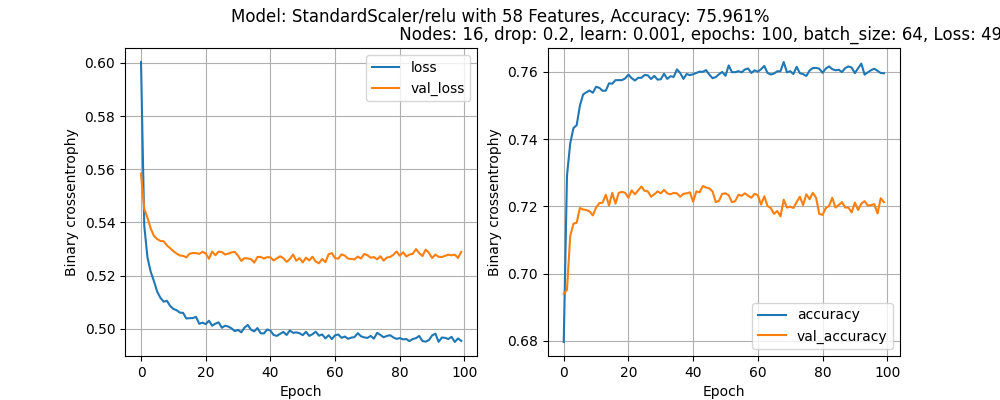 Model: StandardScaler/relu with 58 Features, Accuracy: 75.961%
Nodes: 16, drop: 0.2, learn: 0.001, epochs: 100, batch_size: 64, Loss: 49
0.60
0.58
0.56
0.54
0.52
0.50
Binary crossentrophy
0
20
40
60
80
100
Epoch
loss
val_loss
0.76
0.74
0.72
0.70
0.68
Binary crossentrophy
0
20
40
60
80
100
Epoch
accuracy
val_accuracy